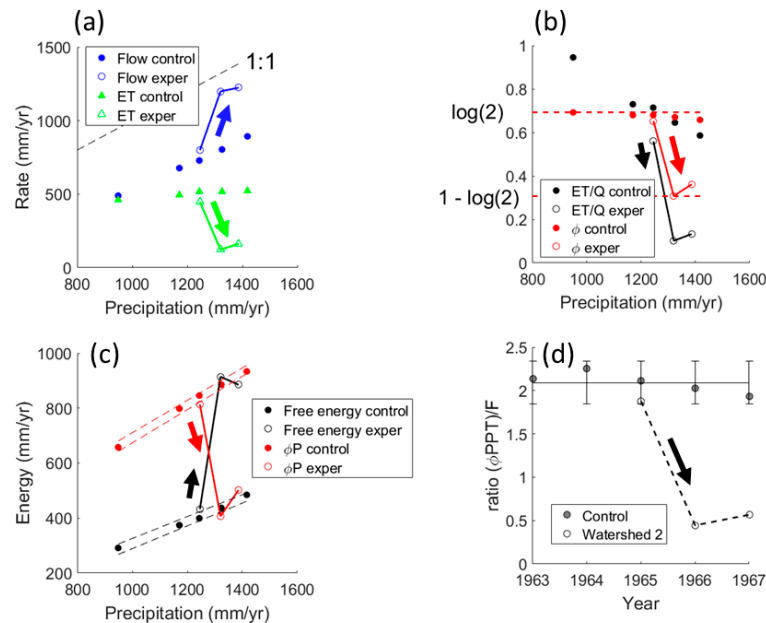 (a)
1500
1000
500
0
Rate (mm/yr)
Flow control
Flow exper
ET control
ET exper
1:1
800 1000 1200 1400 1600
Precipitation (mm/yr)
(b)
1
0.8
0.6
0.4
0.2
0
log(2)
1 - log(2)
ET/Q control
ET/Q exper
ϕ control
ϕ exper
800 1000 1200 1400 1600
Precipitation (mm/yr)
(c)
1000
800
600
400
200
Energy (mm/yr)
Free energy control
Free energy exper
ϕP control
ϕP exper
800 1000 1200 1400 1600
Precipitation (mm/yr)
(d)
2.5
2
1.5
1
0.5
0
ratio (ϕPPT)/F
Control
Watershed 2
1963 1964 1965 1966 1967
Year